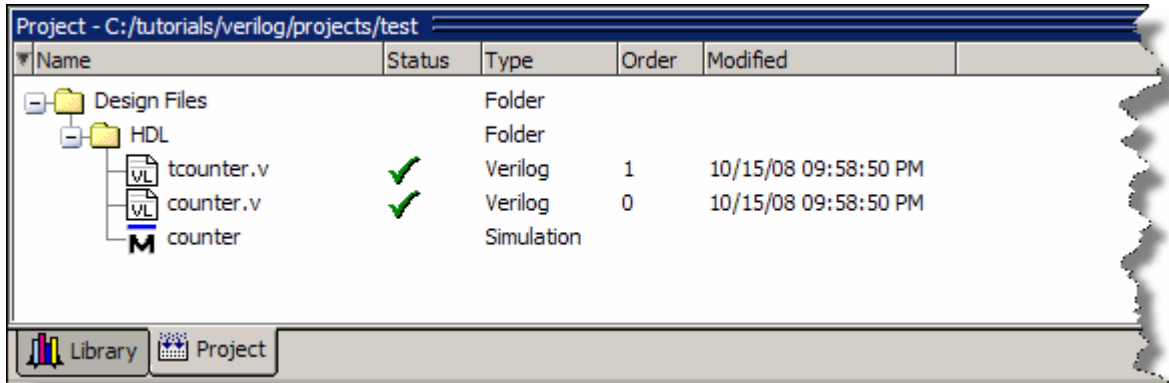 Project - C:/tutorials/verilog/projects/test
Name Status Type Order Modified
Design Files Folder
HDL Folder
VL tcounter.v Verilog 1 10/15/08 09:58:50 PM
VL counter.v Verilog 0 10/15/08 09:58:50 PM
M counter Simulation
Library Project